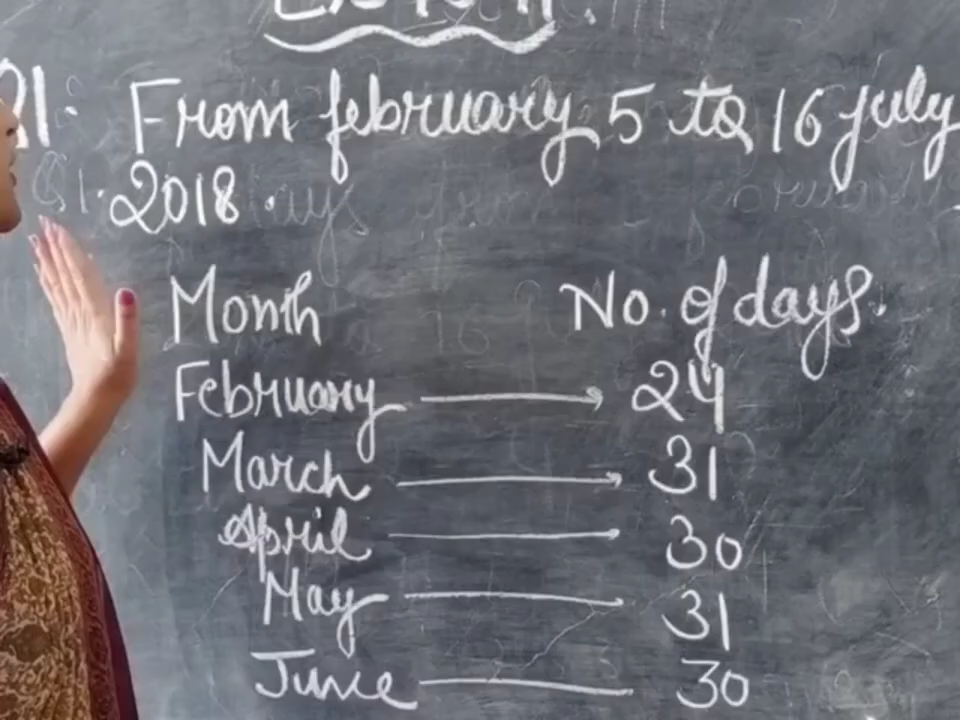 Q1. From february 5 to 16 july
2018.
Month No. of days.
February → 24
March → 31
April → 30
May → 31
June — 30